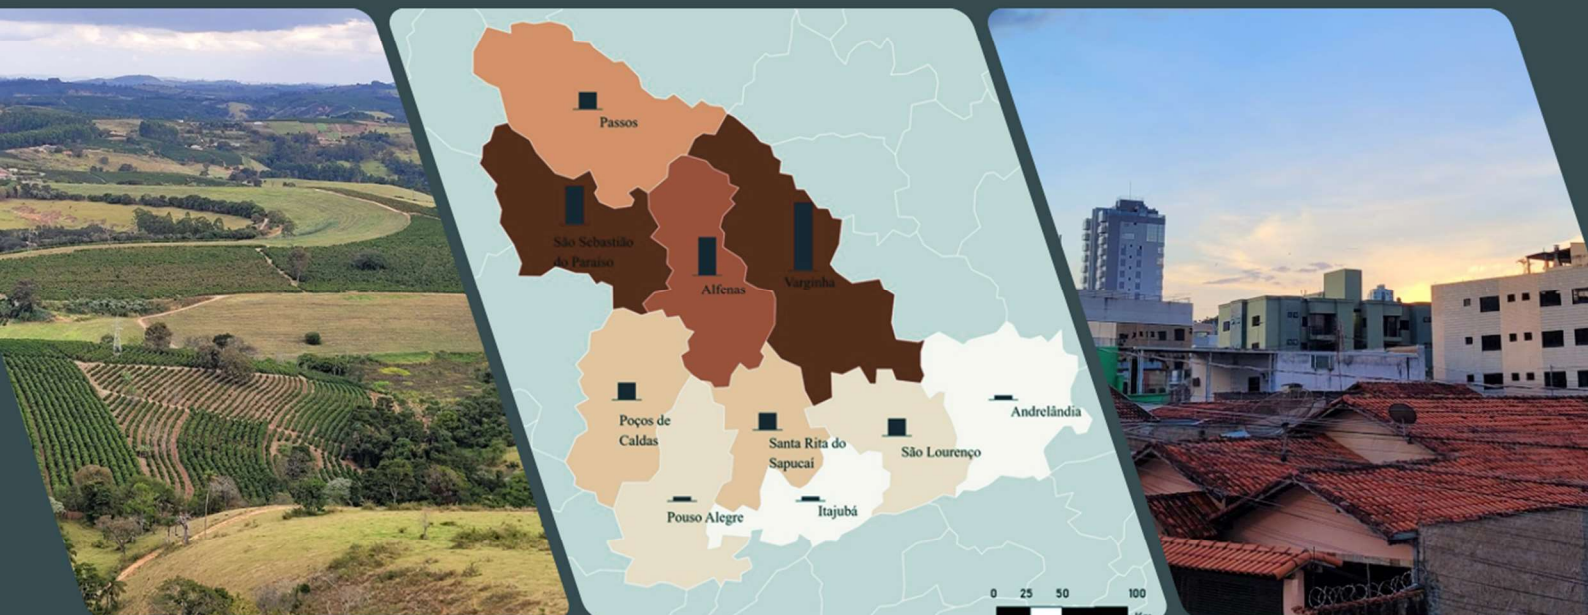 Passos
São Sebastião
do Paraíso
Alfenas
Varginha
Poços de
Caldas
Santa Rita do
Sapucaí
São Lourenço
Andrelândia
Pouso Alegre
Itajubá
0 25 50 100